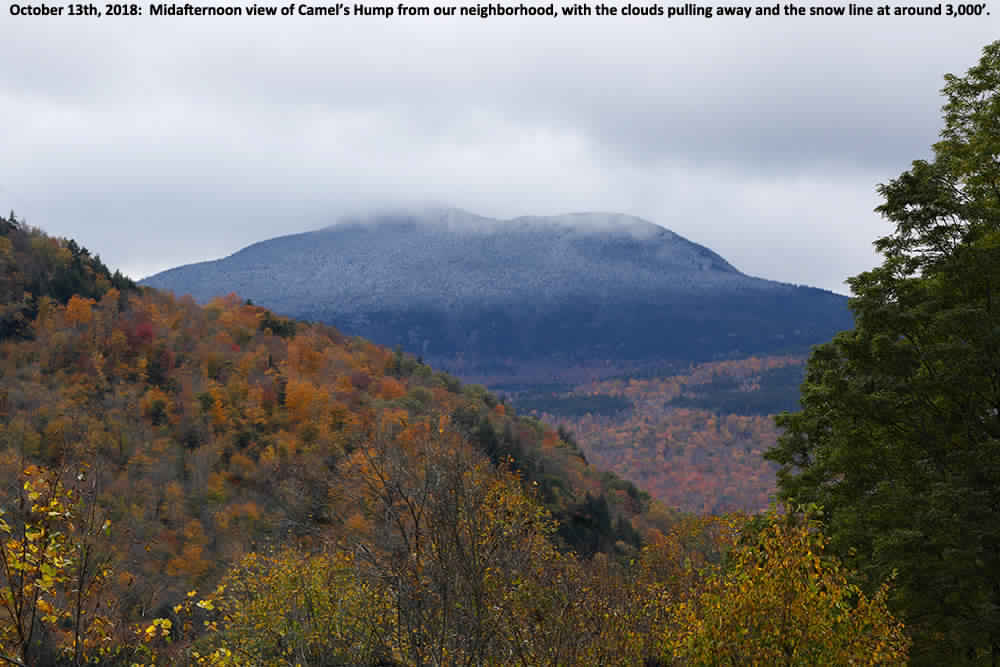 October 13th, 2018:  Midafternoon view of Camel’s Hump from our neighborhood, with the clouds pulling away and the snow line at around 3,000’.